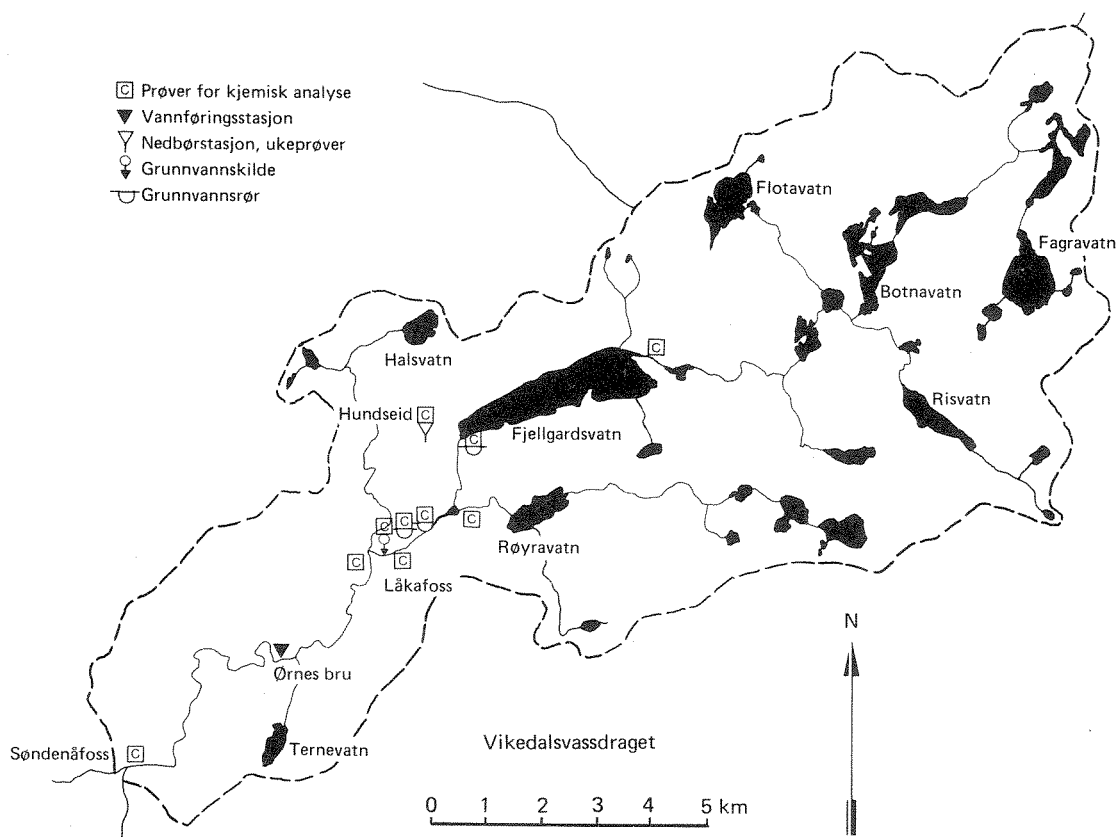 C Prøver for kjemisk analyse
Vannføringsstasjon
Nedbørstasjon, ukeprøver
Grunnvannskilde
Grunnvannsrør
Flotavatn
Fagravatn
Botnavatn
C
Halsvatn
Risvatn
Hundseid C
Fjellgardsvatn
C
C C C C
Røyravatn
C C
Låkafoss
N
Ørnes bru
Vikedalsvassdraget
Søndenåfoss C
Ternevatn
0 1 2 3 4 5 km